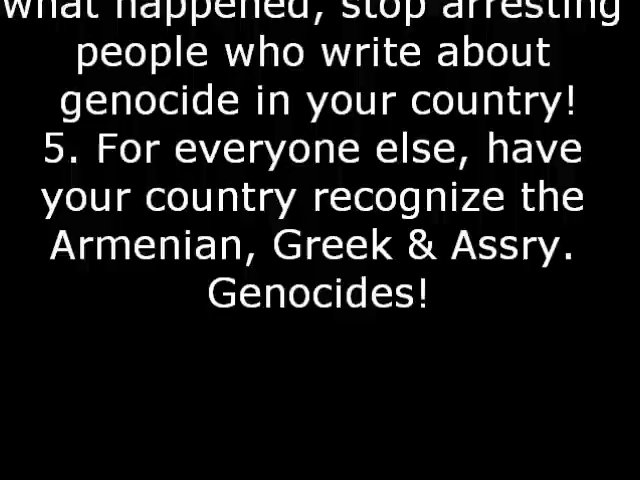 what happened, stop arresting
people who write about
genocide in your country!
5. For everyone else, have
your country recognize the
Armenian, Greek & Assry.
Genocides!